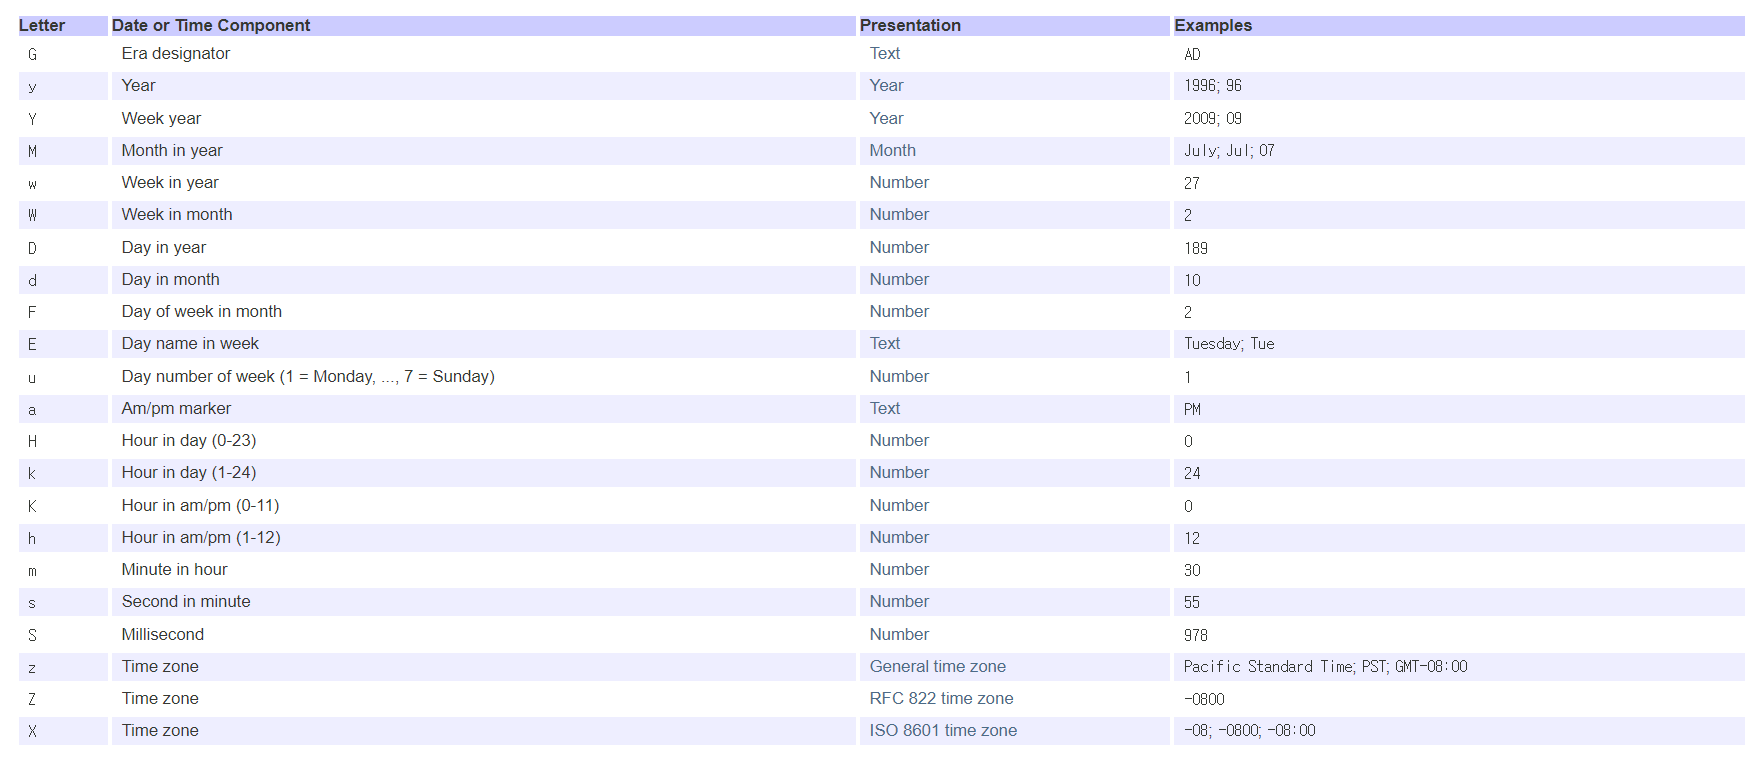 Letter Date or Time Component Presentation Examples
G Era designator Text AD
y Year Year 1996; 96
Y Week year Year 2009; 09
M Month in year Month July; Jul; 07
w Week in year Number 27
W Week in month Number 2
D Day in year Number 189
d Day in month Number 10
F Day of week in month Number 2
E Day name in week Text Tuesday; Tue
u Day number of week (1 = Monday, ..., 7 = Sunday) Number 1
a Am/pm marker Text PM
H Hour in day (0-23) Number 0
k Hour in day (1-24) Number 24
K Hour in am/pm (0-11) Number 0
h Hour in am/pm (1-12) Number 12
m Minute in hour Number 30
s Second in minute Number 55
S Millisecond Number 978
z Time zone General time zone Pacific Standard Time; PST; GMT-08:00
Z Time zone RFC 822 time zone -0800
X Time zone ISO 8601 time zone -08; -0800; -08:00